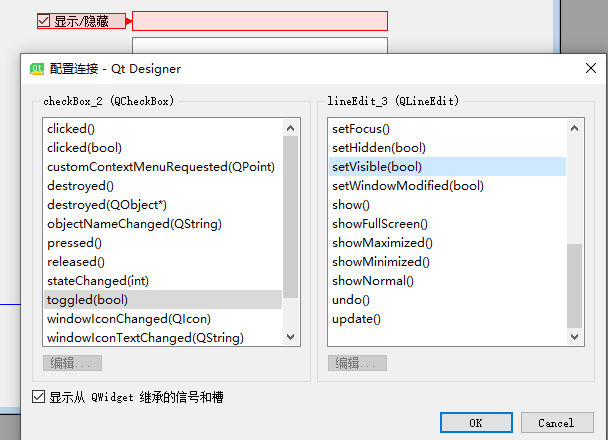 显示/隐藏
配置连接 - Qt Designer
checkBox_2 (QCheckBox)
clicked()
clicked(bool)
customContextMenuRequested(QPoint)
destroyed()
destroyed(QObject*)
objectNameChanged(QString)
pressed()
released()
stateChanged(int)
toggled(bool)
windowIconChanged(QIcon)
windowIconTextChanged(QString)
编辑...
lineEdit_3 (QLineEdit)
setFocus()
setHidden(bool)
setVisible(bool)
setWindowModified(bool)
show()
showFullScreen()
showMaximized()
showMinimized()
showNormal()
undo()
update()
编辑...
显示从 QWidget 继承的信号和槽
OK
Cancel